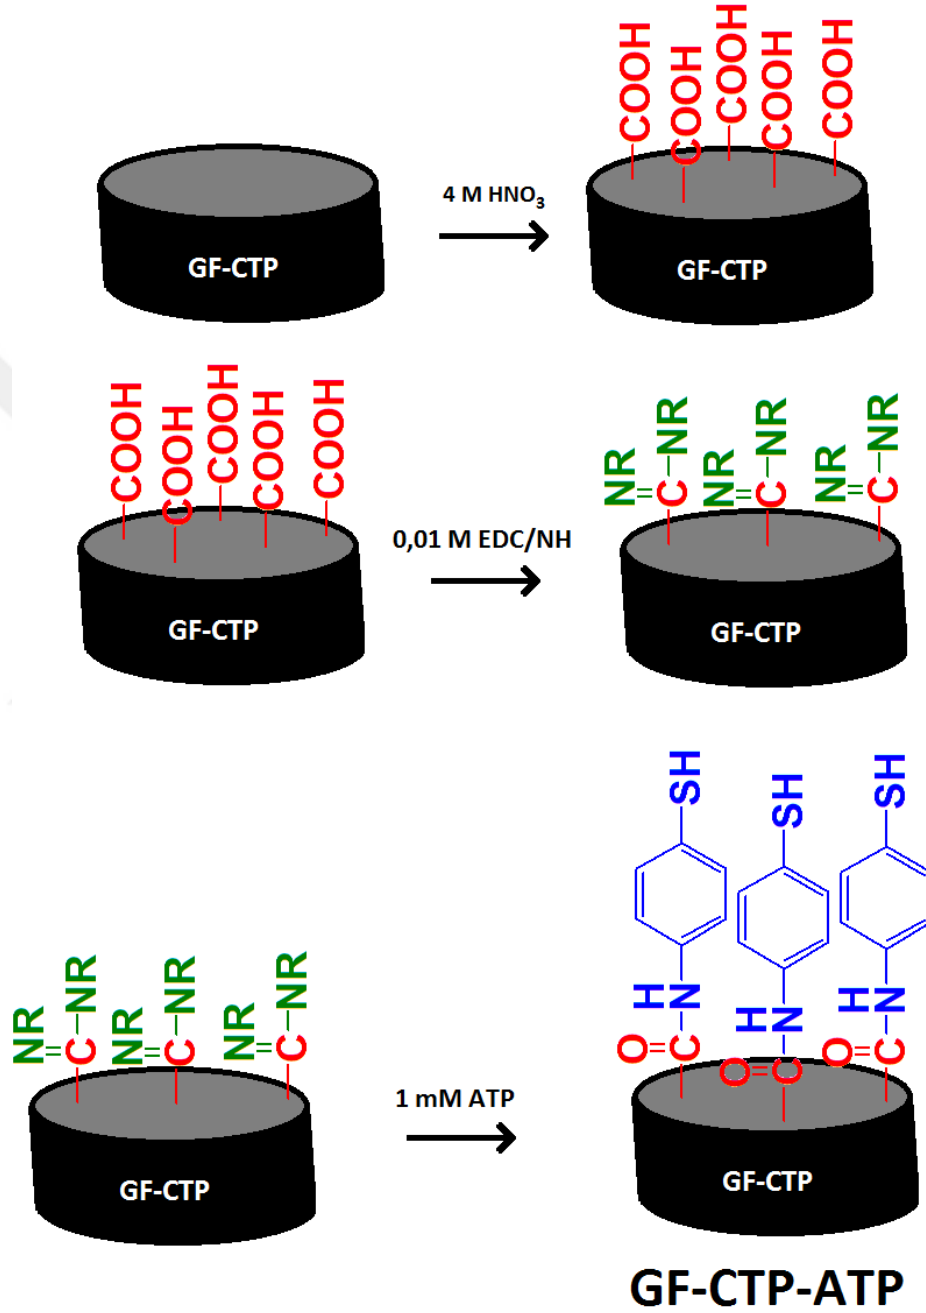 COOH COOH COOH COOH COOH
4 M HNO₃
GF-CTP GF-CTP
COOH COOH COOH COOH COOH
NR NR NR NR NR NR
C C C
0,01 M EDC/NH
GF-CTP GF-CTP
SH SH SH
NR NR NR NR NR NR
C C C
H N H N H N
O=C O=C O=C
1 mM ATP
GF-CTP GF-CTP
GF-CTP-ATP